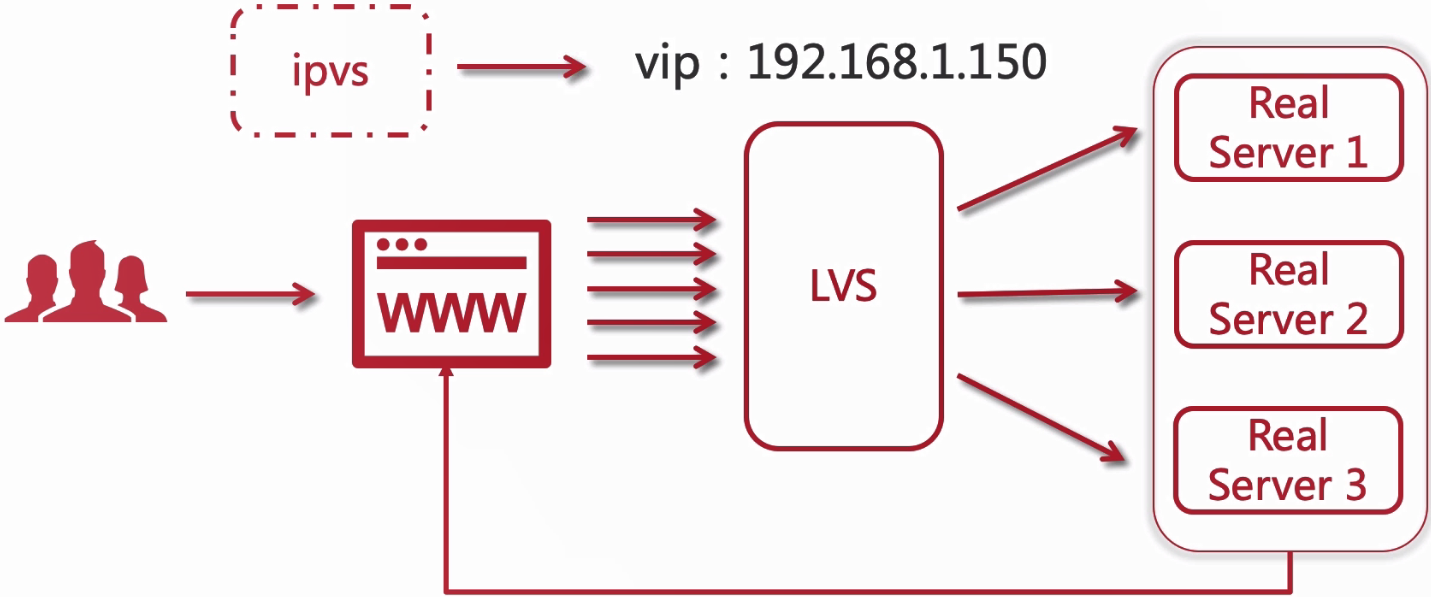 ipvs
vip：192.168.1.150
Real
Server 1
WWW
LVS
Real
Server 2
Real
Server 3